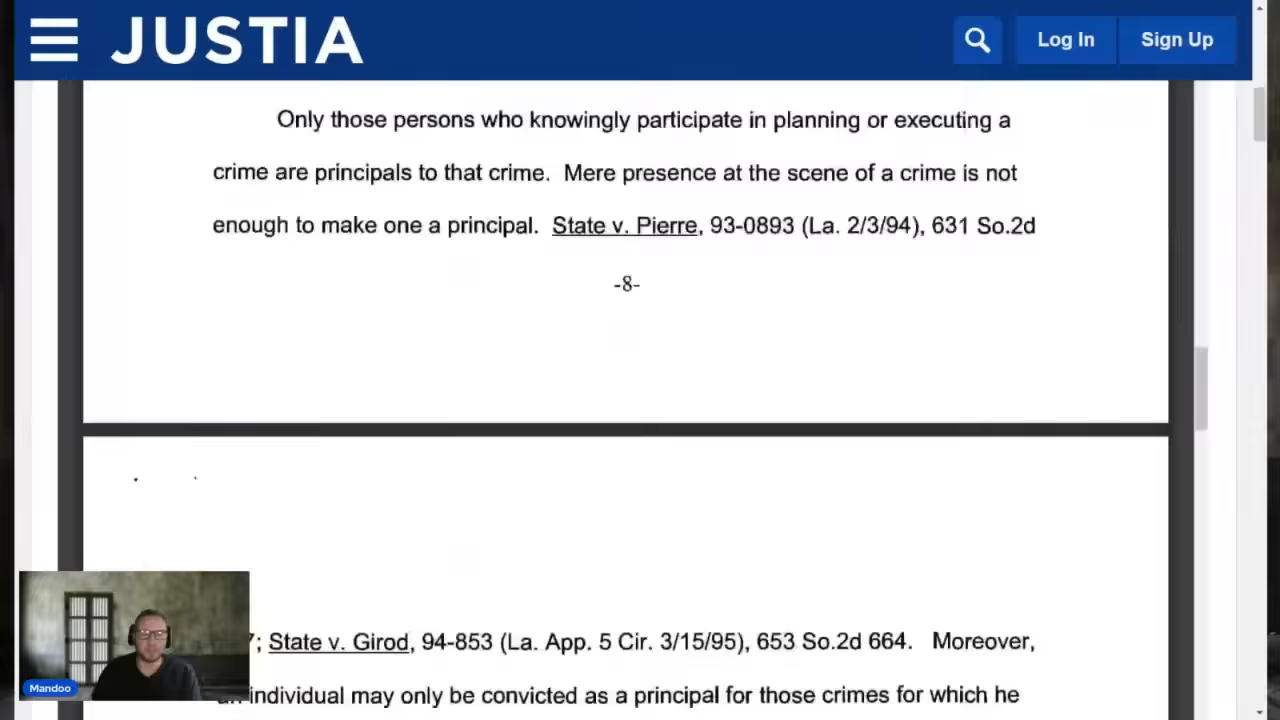 JUSTIA
Log In
Sign Up
Only those persons who knowingly participate in planning or executing a
crime are principals to that crime. Mere presence at the scene of a crime is not
enough to make one a principal. State v. Pierre, 93-0893 (La. 2/3/94), 631 So.2d
-8-
; State v. Girod, 94-853 (La. App. 5 Cir. 3/15/95), 653 So.2d 664. Moreover,
individual may only be convicted as a principal for those crimes for which he
Mandoo